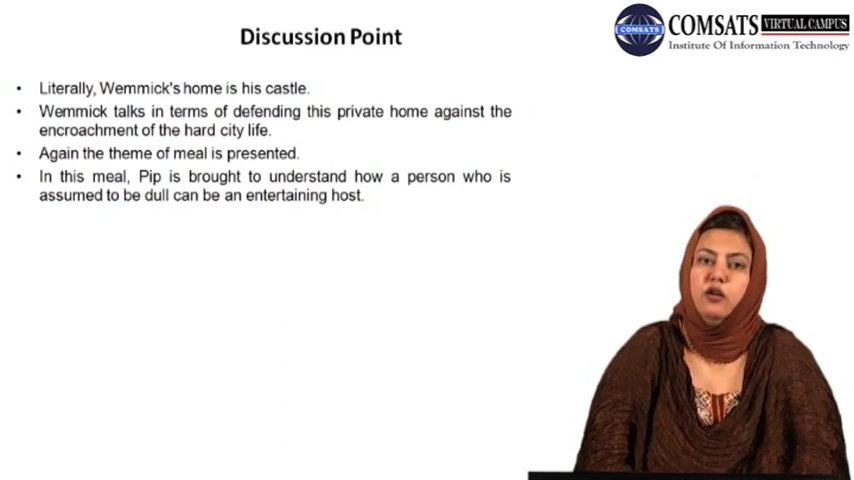 Discussion Point
COMSATS
COMSATS VIRTUAL CAMPUS
Institute Of Information Technology
• Literally, Wemmick's home is his castle.
• Wemmick talks in terms of defending this private home against the
encroachment of the hard city life.
• Again the theme of meal is presented.
• In this meal, Pip is brought to understand how a person who is
assumed to be dull can be an entertaining host.